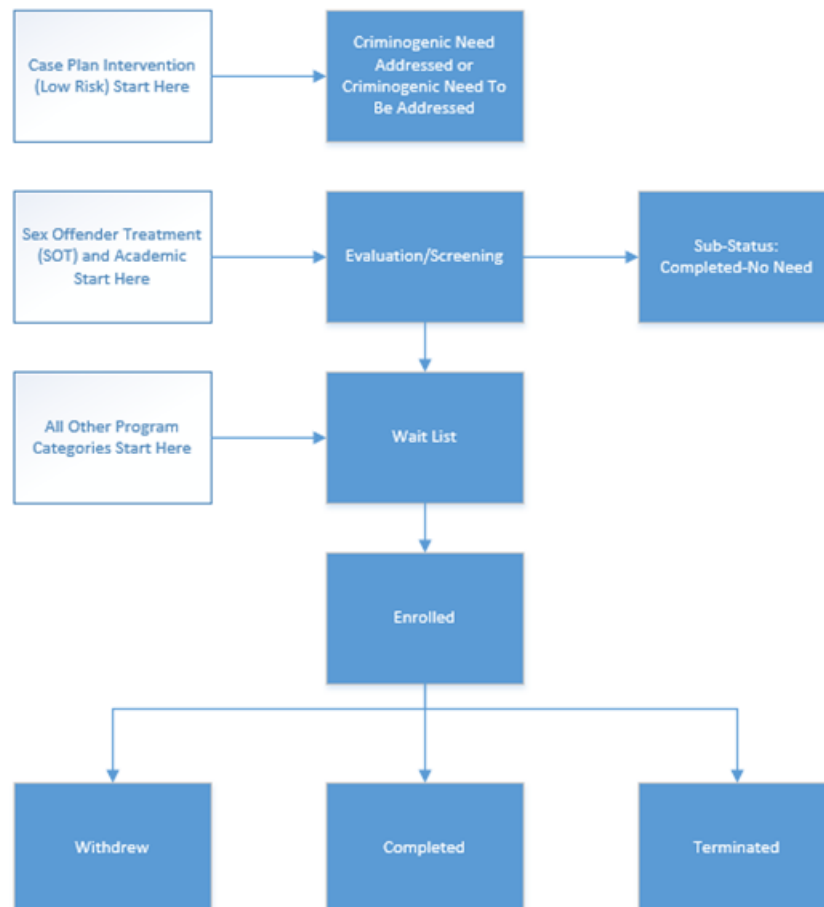 Case Plan Intervention
(Low Risk) Start Here
Criminogenic Need
Addressed or
Criminogenic Need To
Be Addressed
Sex Offender Treatment
(SOT) and Academic
Start Here
Evaluation/Screening
Sub-Status:
Completed-No Need
All Other Program
Categories Start Here
Wait List
Enrolled
Withdrew
Completed
Terminated